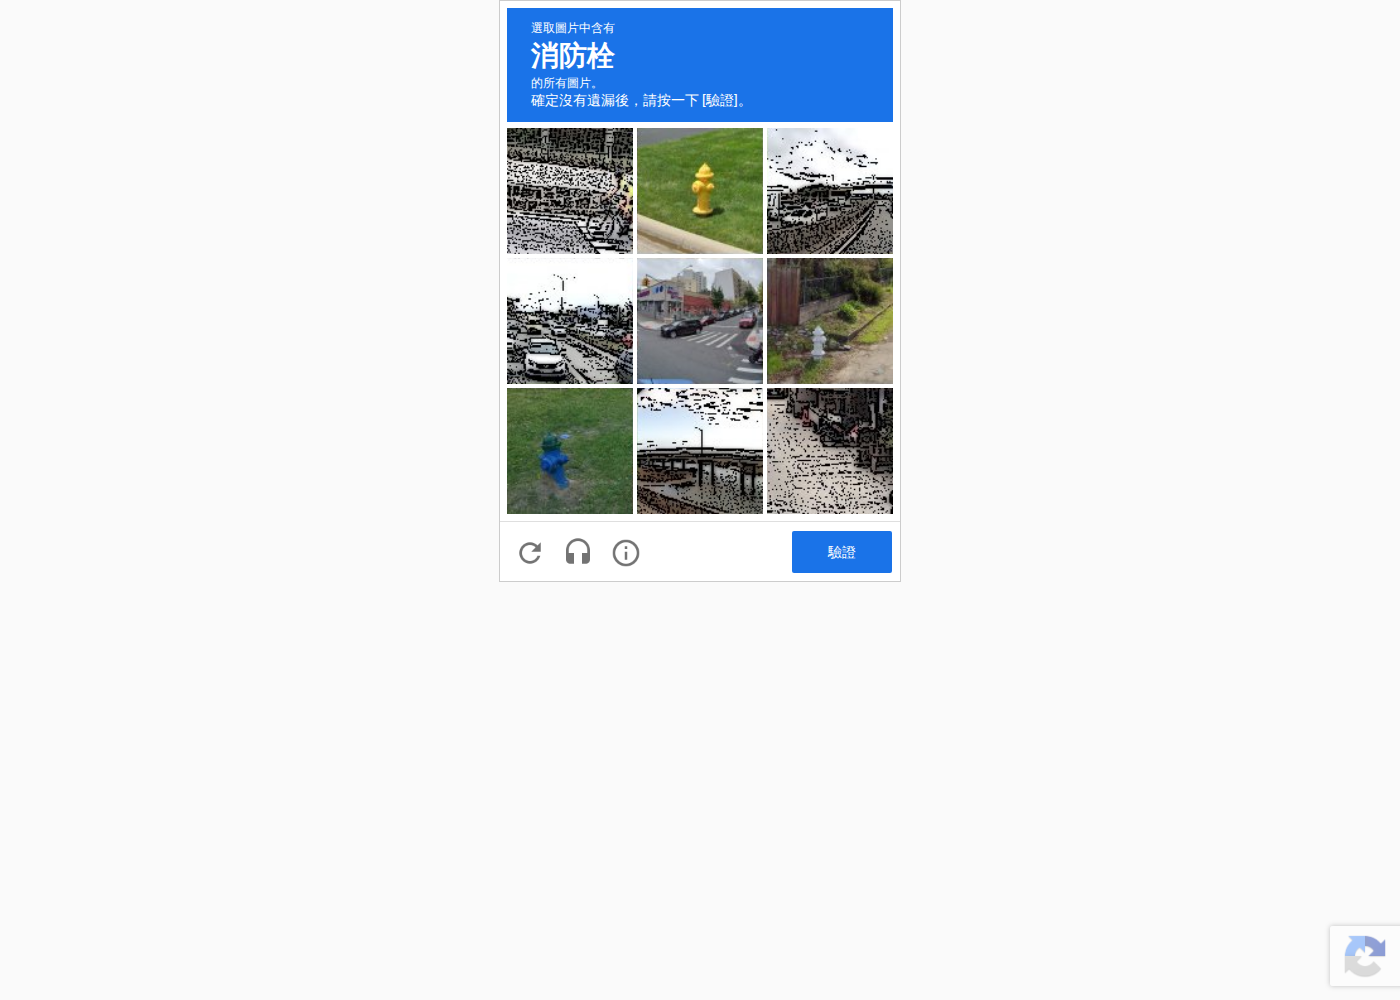 選取圖片中含有
消防栓
的所有圖片。
確定沒有遺漏後，請按一下 [驗證]。
驗證